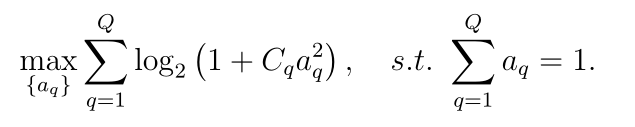 \max_{\{a_q\}} \sum_{q=1}^{Q} \log_2 \left(1 + C_q a_q^2\right), \quad s.t. \ \sum_{q=1}^{Q} a_q = 1.